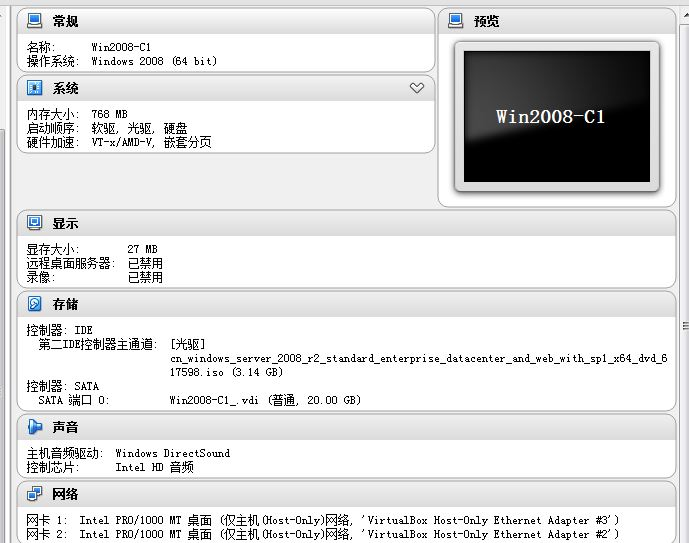 常规
名称: Win2008-C1
操作系统: Windows 2008 (64 bit)
预览
Win2008-C1
系统
内存大小: 768 MB
启动顺序: 软驱, 光驱, 硬盘
硬件加速: VT-x/AMD-V, 嵌套分页
显示
显存大小: 27 MB
远程桌面服务器: 已禁用
录像: 已禁用
存储
控制器: IDE
第二IDE控制器主通道: [光驱]
cn_windows_server_2008_r2_standard_enterprise_datacenter_and_web_with_sp1_x64_dvd_6
17598.iso (3.14 GB)
控制器: SATA
SATA 端口 0: Win2008-C1_.vdi (普通, 20.00 GB)
声音
主机音频驱动: Windows DirectSound
控制芯片: Intel HD 音频
网络
网卡 1: Intel PRO/1000 MT 桌面 (仅主机(Host-Only)网络, 'VirtualBox Host-Only Ethernet Adapter #3')
网卡 2: Intel PRO/1000 MT 桌面 (仅主机(Host-Only)网络, 'VirtualBox Host-Only Ethernet Adapter #2')